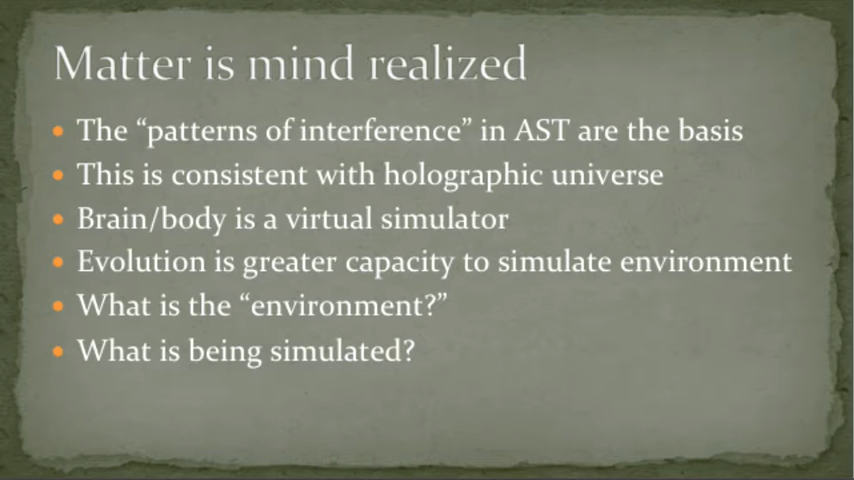 Matter is mind realized
• The “patterns of interference” in AST are the basis
• This is consistent with holographic universe
• Brain/body is a virtual simulator
• Evolution is greater capacity to simulate environment
• What is the “environment?”
• What is being simulated?